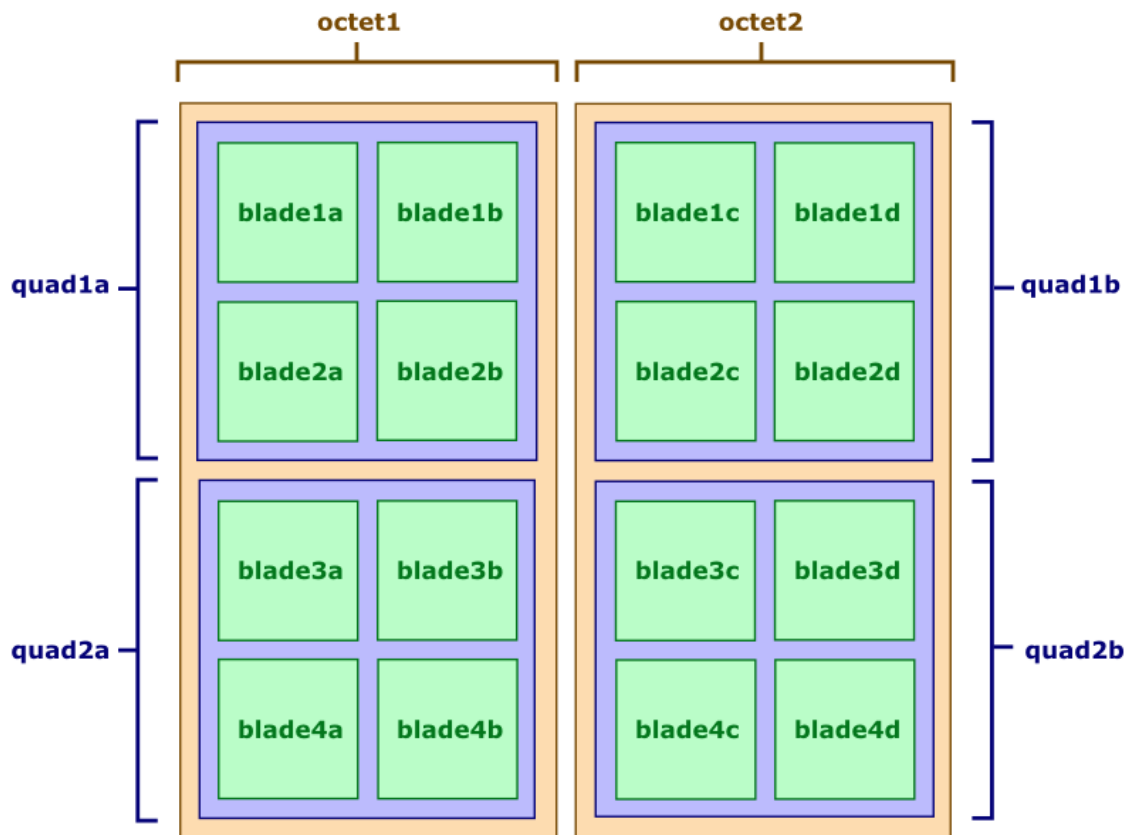 octet1 octet2
blade1a blade1b blade1c blade1d
quad1a quad1b
blade2a blade2b blade2c blade2d
blade3a blade3b blade3c blade3d
quad2a quad2b
blade4a blade4b blade4c blade4d